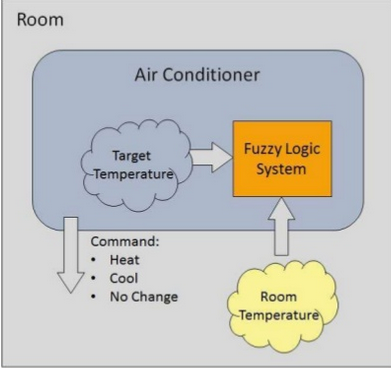 Room
Air Conditioner
Target
Temperature
Fuzzy Logic
System
Command:
• Heat
• Cool
• No Change
Room
Temperature